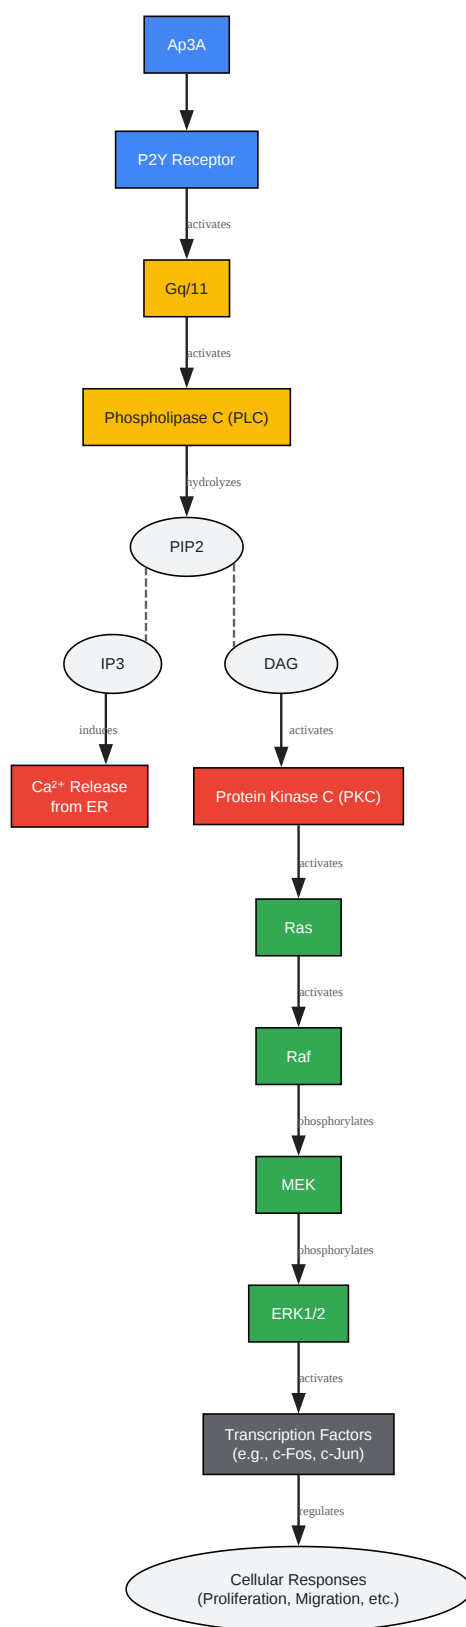 Ap3A
P2Y Receptor
activates
Gq/11
activates
Phospholipase C (PLC)
hydrolyzes
PIP2
IP3
DAG
induces
activates
Ca²⁺ Release
from ER
Protein Kinase C (PKC)
activates
Ras
activates
Raf
phosphorylates
MEK
phosphorylates
ERK1/2
activates
Transcription Factors
(e.g., c-Fos, c-Jun)
regulates
Cellular Responses
(Proliferation, Migration, etc.)